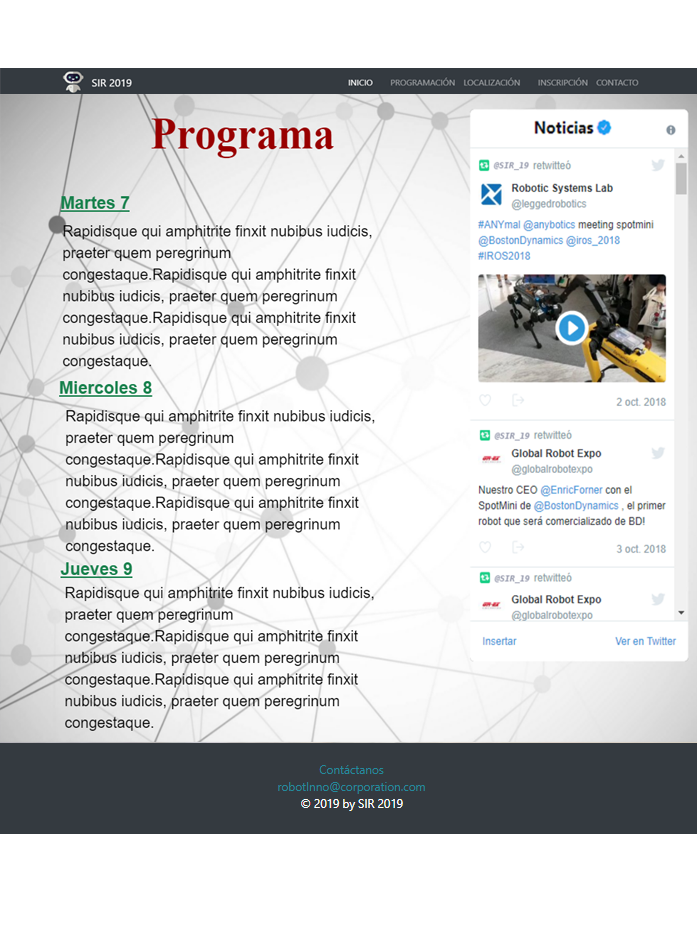 SIR 2019
INICIO PROGRAMACIÓN LOCALIZACIÓN INSCRIPCIÓN CONTACTO
Programa
Martes 7
Rapidisque qui amphitrite finxit nubibus iudicis,
praeter quem peregrinum
congestaque.Rapidisque qui amphitrite finxit
nubibus iudicis, praeter quem peregrinum
congestaque.Rapidisque qui amphitrite finxit
nubibus iudicis, praeter quem peregrinum
congestaque.
Miercoles 8
Rapidisque qui amphitrite finxit nubibus iudicis,
praeter quem peregrinum
congestaque.Rapidisque qui amphitrite finxit
nubibus iudicis, praeter quem peregrinum
congestaque.Rapidisque qui amphitrite finxit
nubibus iudicis, praeter quem peregrinum
congestaque.
Jueves 9
Rapidisque qui amphitrite finxit nubibus iudicis,
praeter quem peregrinum
congestaque.Rapidisque qui amphitrite finxit
nubibus iudicis, praeter quem peregrinum
congestaque.Rapidisque qui amphitrite finxit
nubibus iudicis, praeter quem peregrinum
congestaque.
Noticias
@SIR_19 retwitteó
Robotic Systems Lab
@leggedrobotics
#ANYmal @anybotics meeting spotmini
@BostonDynamics @iros_2018
#IROS2018
2 oct. 2018
@SIR_19 retwitteó
Global Robot Expo
@globalrobotexpo
Nuestro CEO @EnricForner con el
SpotMini de @BostonDynamics , el primer
robot que será comercializado de BD!
3 oct. 2018
@SIR_19 retwitteó
Global Robot Expo
@globalrobotexpo
Insertar Ver en Twitter
Contáctanos
robotInno@corporation.com
© 2019 by SIR 2019